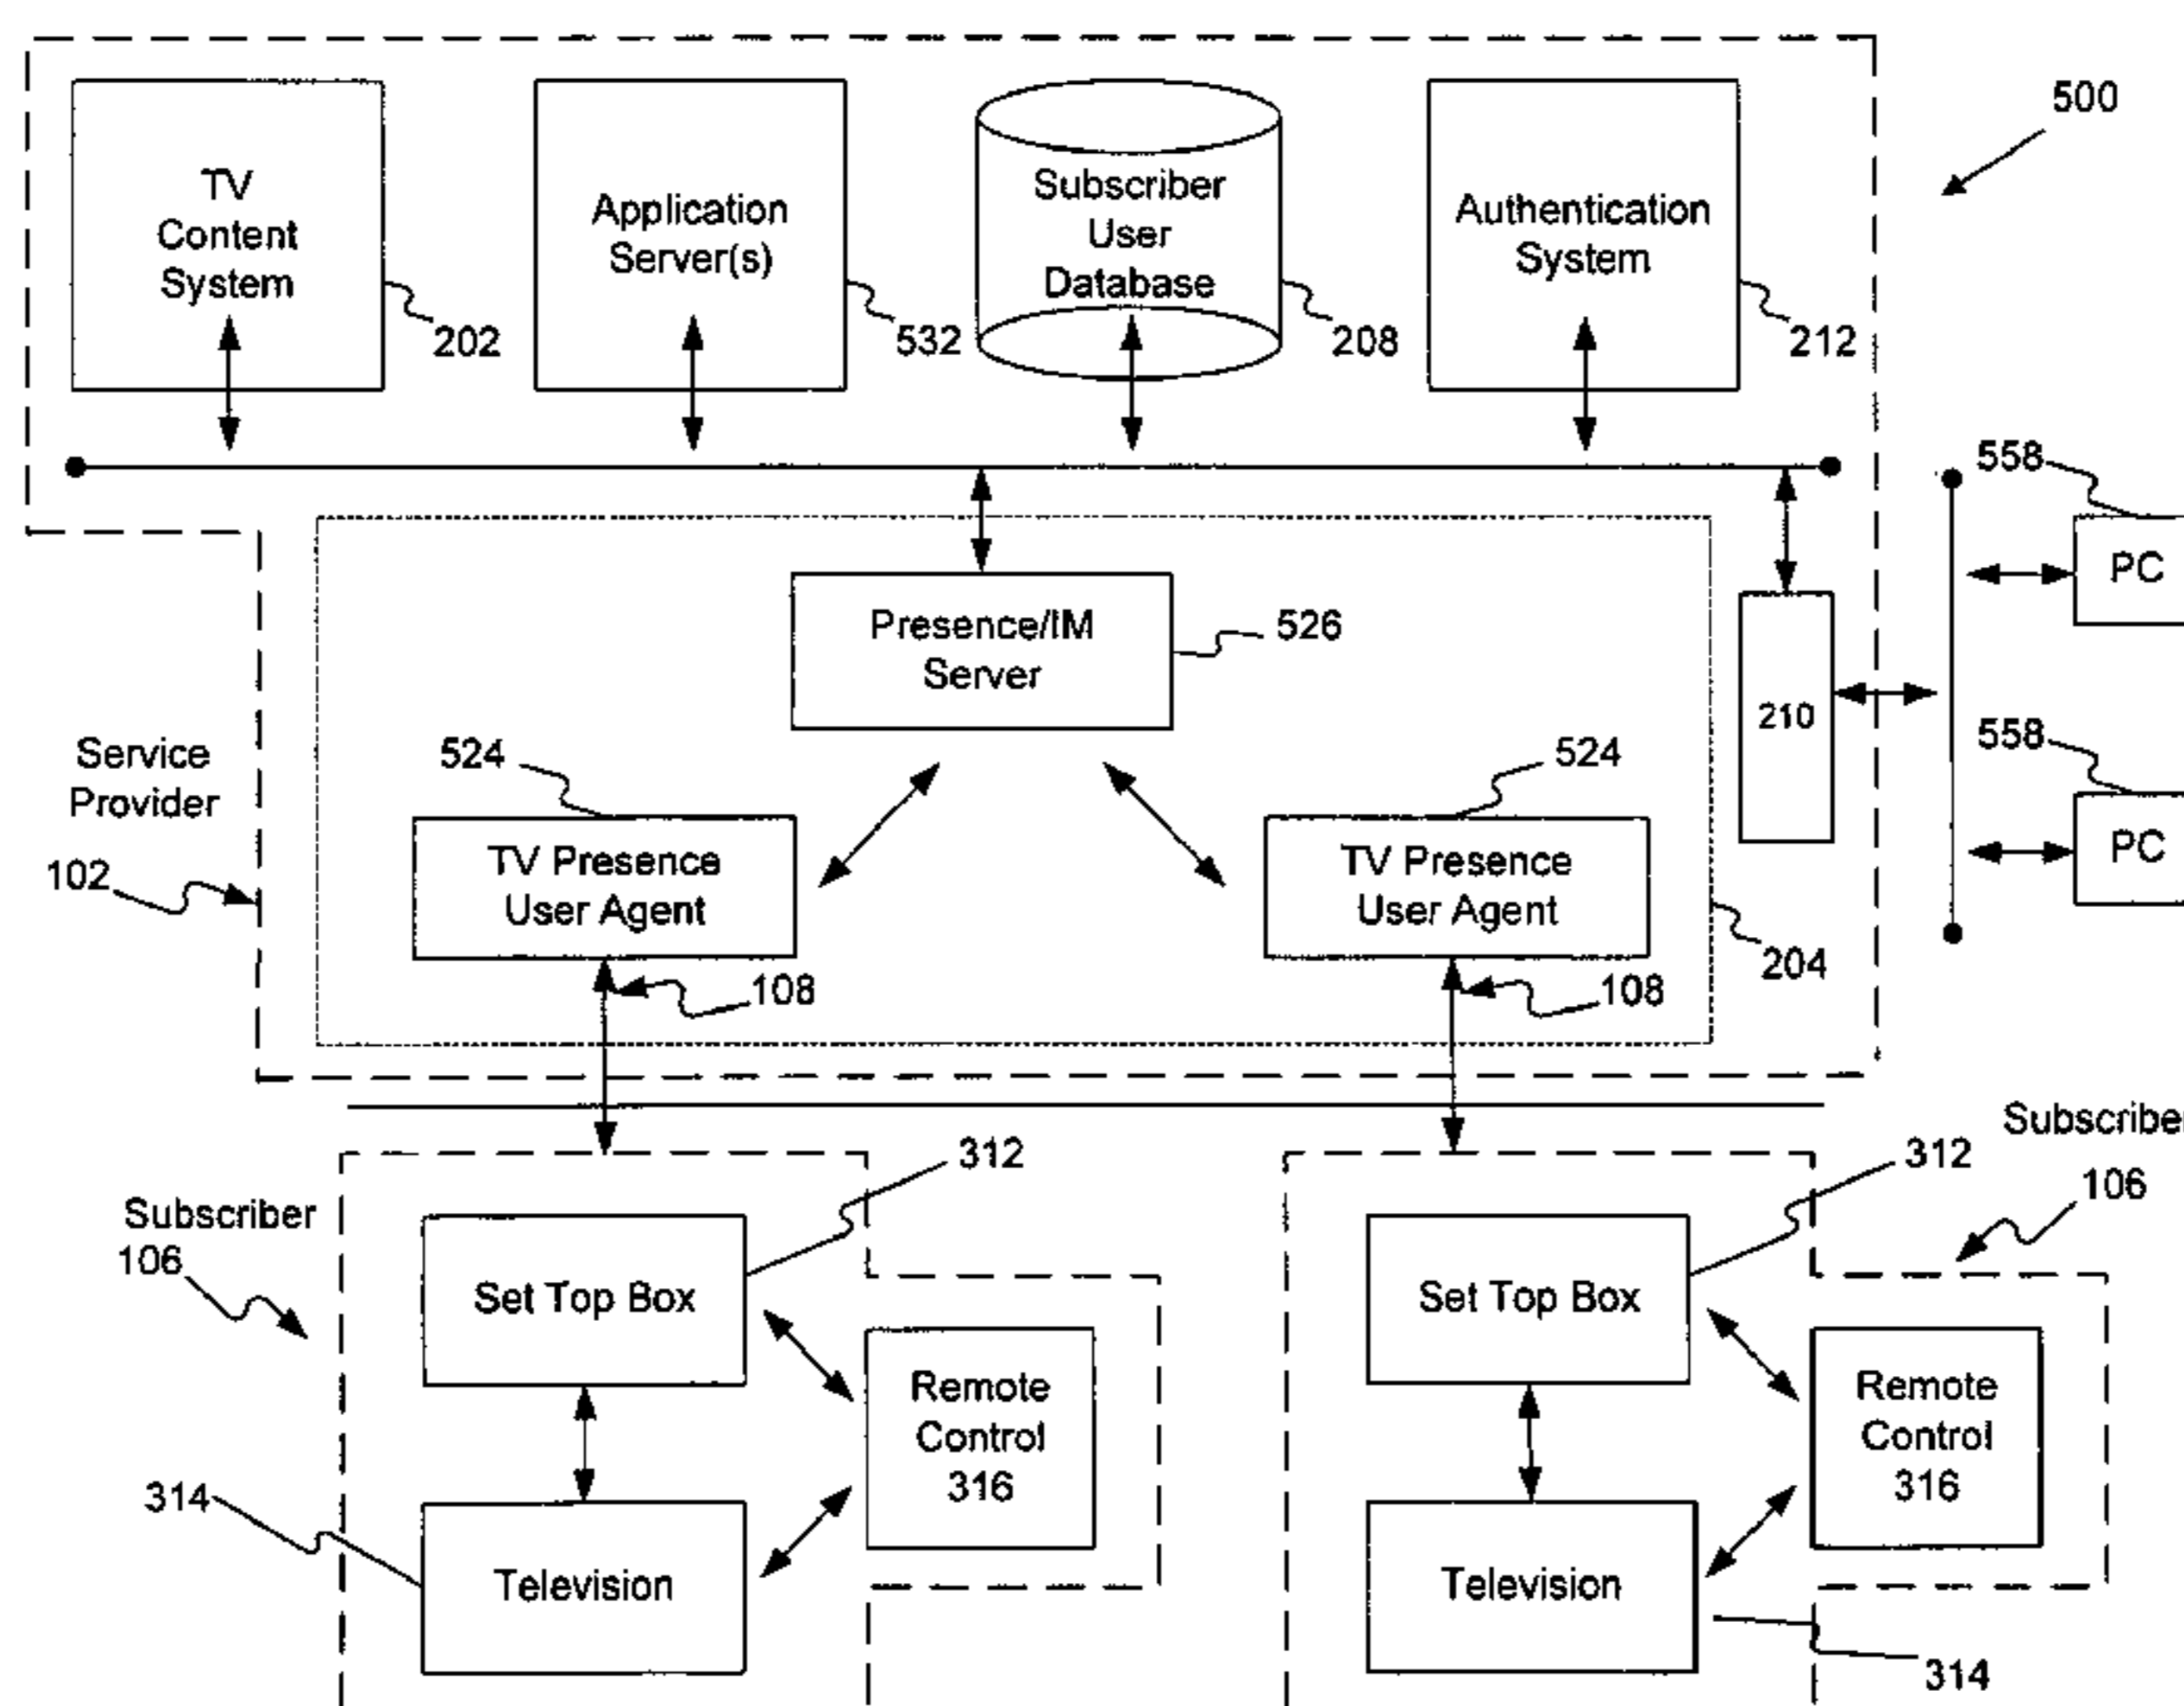 500
TV
Content
System
202
Application
Server(s)
532
Subscriber
User
Database
208
Authentication
System
212
558
PC
Presence/IM
Server
526
210
558
PC
Service
Provider
102
524
TV Presence
User Agent
108
524
TV Presence
User Agent
108
204
Subscriber
106
312
Set Top Box
Remote
Control
316
314
Television
Subscriber
106
312
Set Top Box
Remote
Control
316
Television
314